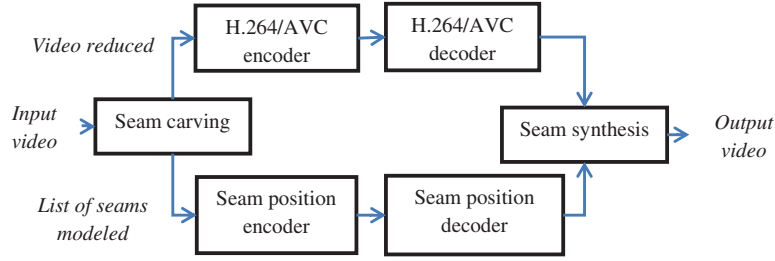 Video reduced
H.264/AVC
encoder
H.264/AVC
decoder
Input
video
Seam carving
Seam synthesis
Output
video
List of seams
modeled
Seam position
encoder
Seam position
decoder